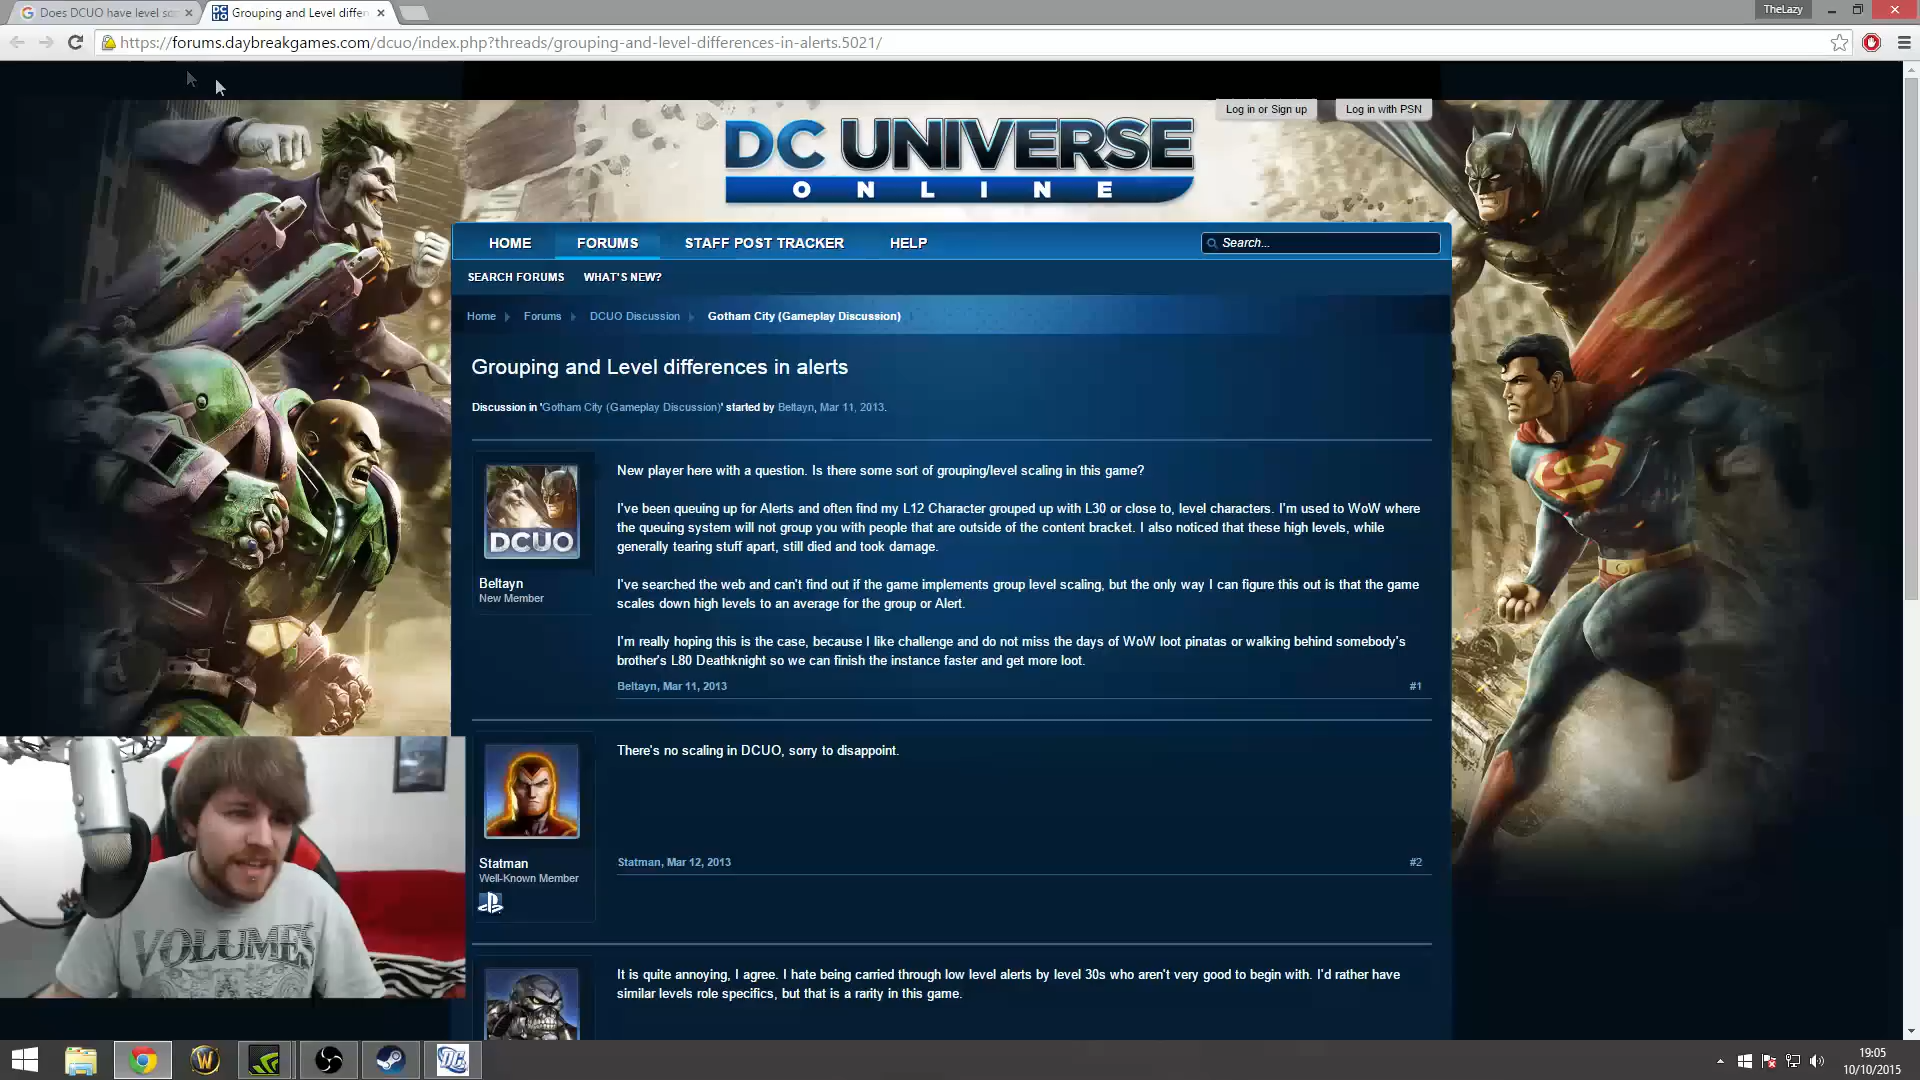 Does DCUO have level sc
Grouping and Level differen
TheLazy
https://forums.daybreakgames.com/dcuo/index.php?threads/grouping-and-level-differences-in-alerts.5021/
Log in or Sign up
Log in with PSN
DC UNIVERSE
ONLINE
HOME
FORUMS
STAFF POST TRACKER
HELP
Search...
SEARCH FORUMS
WHAT'S NEW?
Home
Forums
DCUO Discussion
Gotham City (Gameplay Discussion)
Grouping and Level differences in alerts
Discussion in 'Gotham City (Gameplay Discussion)' started by Beltayn, Mar 11, 2013.
DCUO
Beltayn
New Member
New player here with a question. Is there some sort of grouping/level scaling in this game?
I've been queuing up for Alerts and often find my L12 Character grouped up with L30 or close to, level characters. I'm used to WoW where
the queuing system will not group you with people that are outside of the content bracket. I also noticed that these high levels, while
generally tearing stuff apart, still died and took damage.
I've searched the web and can't find out if the game implements group level scaling, but the only way I can figure this out is that the game
scales down high levels to an average for the group or Alert.
I'm really hoping this is the case, because I like challenge and do not miss the days of WoW loot pinatas or walking behind somebody's
brother's L80 Deathknight so we can finish the instance faster and get more loot.
Beltayn, Mar 11, 2013
#1
Statman
Well-Known Member
There's no scaling in DCUO, sorry to disappoint.
Statman, Mar 12, 2013
#2
It is quite annoying, I agree. I hate being carried through low level alerts by level 30s who aren't very good to begin with. I'd rather have
similar levels role specifics, but that is a rarity in this game.
VOLUMES
19:05
10/10/2015